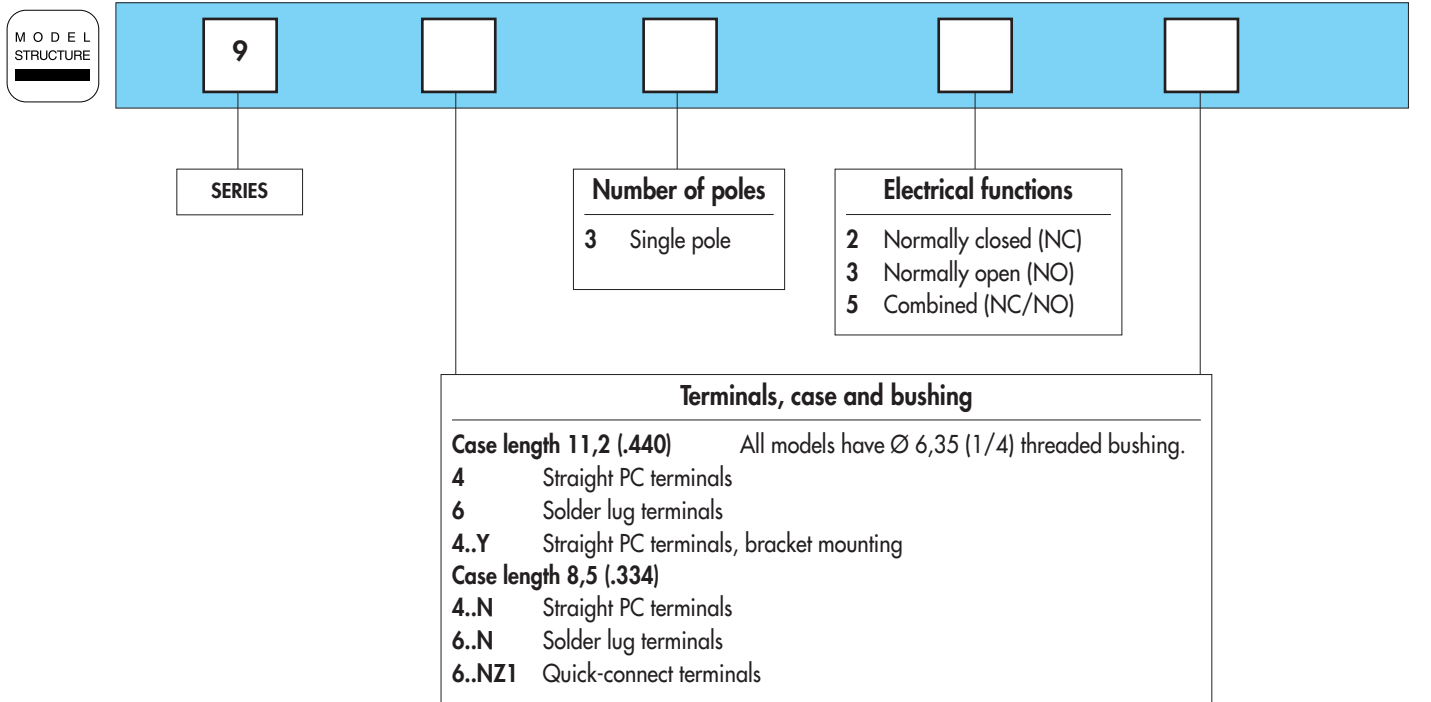 MODEL
STRUCTURE
9
SERIES
Number of poles
3 Single pole
Electrical functions
2 Normally closed (NC)
3 Normally open (NO)
5 Combined (NC/NO)
Terminals, case and bushing
Case length 11,2 (.440) All models have Ø 6,35 (1/4) threaded bushing.
4 Straight PC terminals
6 Solder lug terminals
4..Y Straight PC terminals, bracket mounting
Case length 8,5 (.334)
4..N Straight PC terminals
6..N Solder lug terminals
6..NZ1 Quick-connect terminals